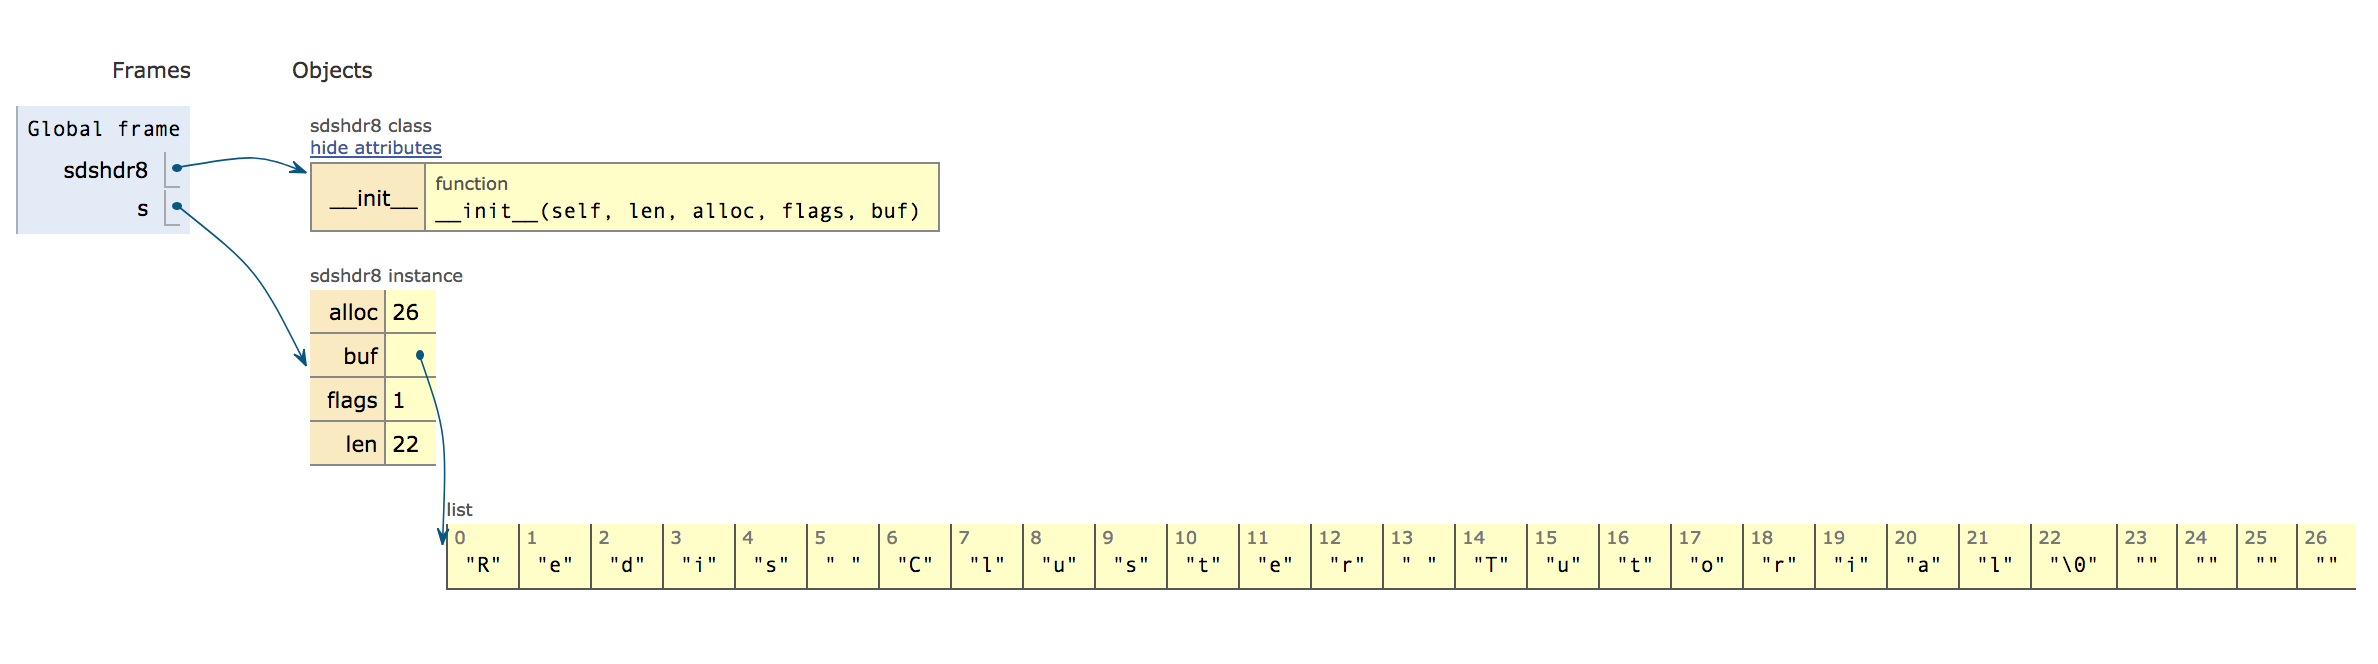 Frames Objects
Global frame
sdshdr8
s
sdshdr8 class
hide attributes
__init__ function
__init__(self, len, alloc, flags, buf)
sdshdr8 instance
alloc 26
buf
flags 1
len 22
list
0 1 2 3 4 5 6 7 8 9 10 11 12 13 14 15 16 17 18 19 20 21 22 23 24 25 26
"R" "e" "d" "i" "s" " " "C" "l" "u" "s" "t" "e" "r" " " "T" "u" "t" "o" "r" "i" "a" "l" "\0" "" "" "" ""